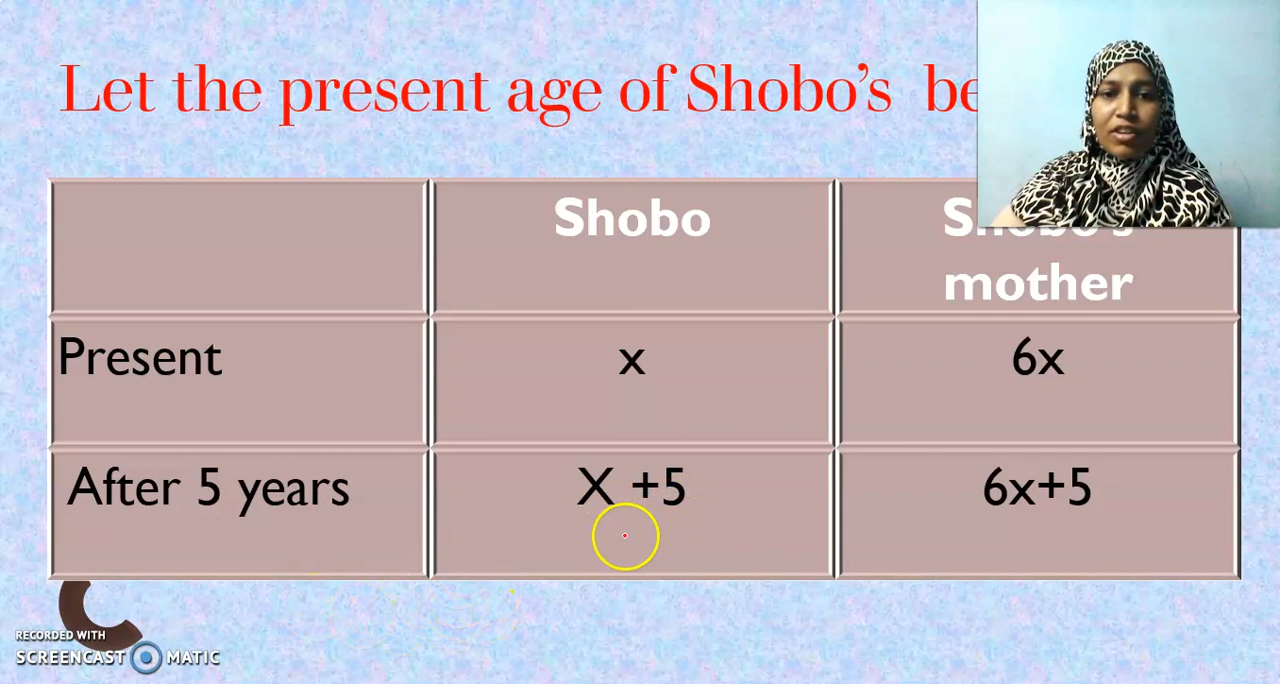 Let the present age of Shobo’s
Shobo
mother
Present x 6x
After 5 years X +5 6x+5
RECORDED WITH
SCREENCAST MATIC